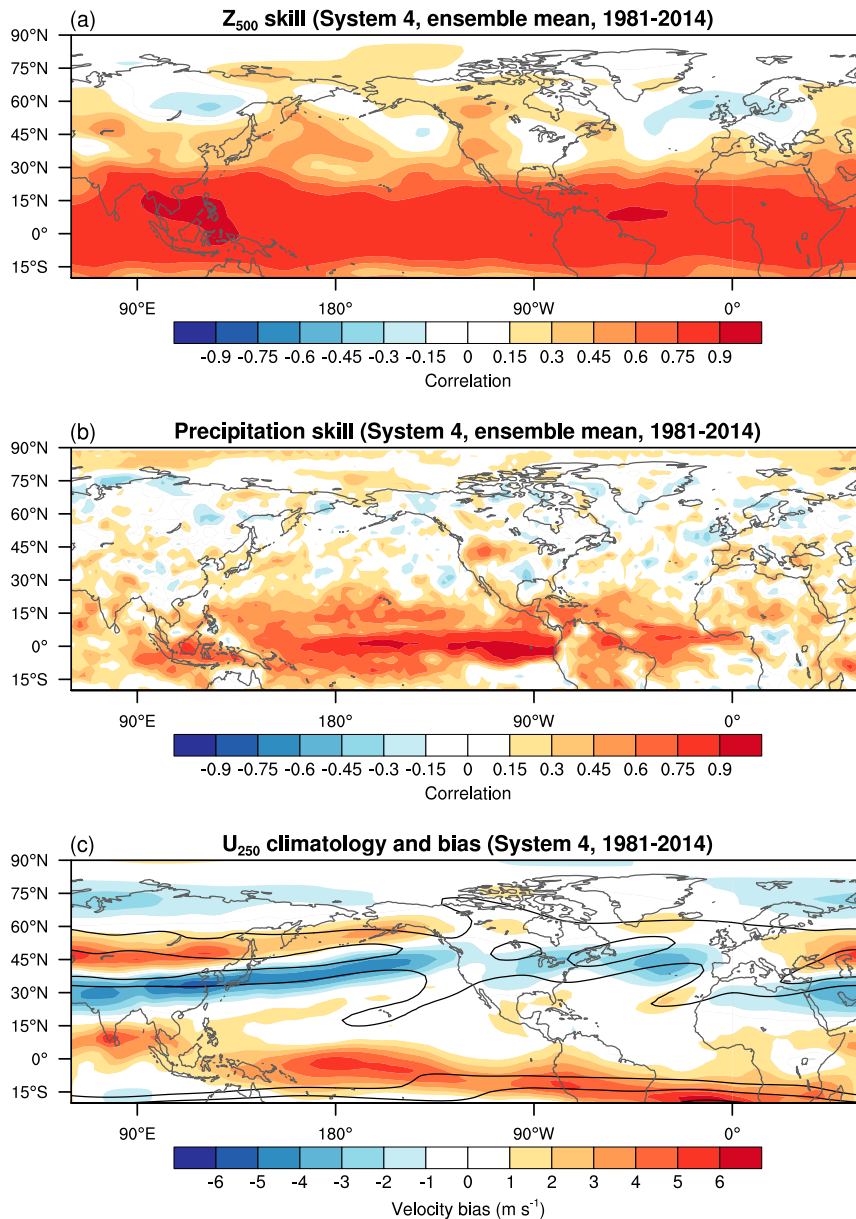 (a) Z₅₀₀ skill (System 4, ensemble mean, 1981-2014)
90°N
75°N
60°N
45°N
30°N
15°N
0°
15°S
90°E 180° 90°W 0°
-0.9 -0.75 -0.6 -0.45 -0.3 -0.15 0 0.15 0.3 0.45 0.6 0.75 0.9
Correlation
(b) Precipitation skill (System 4, ensemble mean, 1981-2014)
90°N
75°N
60°N
45°N
30°N
15°N
0°
15°S
90°E 180° 90°W 0°
-0.9 -0.75 -0.6 -0.45 -0.3 -0.15 0 0.15 0.3 0.45 0.6 0.75 0.9
Correlation
(c) U₂₅₀ climatology and bias (System 4, 1981-2014)
90°N
75°N
60°N
45°N
30°N
15°N
0°
15°S
90°E 180° 90°W 0°
-6 -5 -4 -3 -2 -1 0 1 2 3 4 5 6
Velocity bias (m s⁻¹)